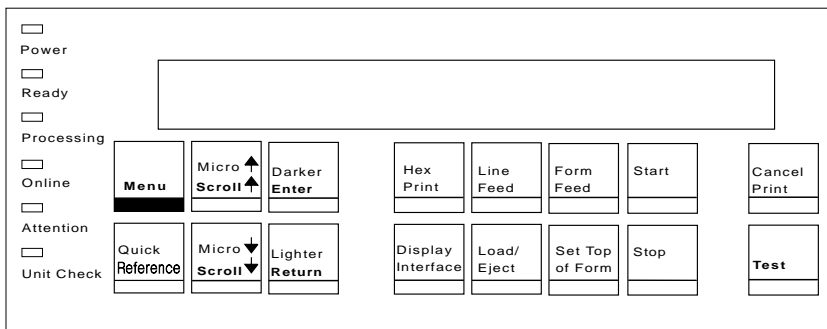 Power
Ready
Processing
Online
Attention
Unit Check
Menu
Micro
Scroll
Darker
Enter
Hex
Print
Line
Feed
Form
Feed
Start
Cancel
Print
Quick
Reference
Micro
Scroll
Lighter
Return
Display
Interface
Load/
Eject
Set Top
of Form
Stop
Test